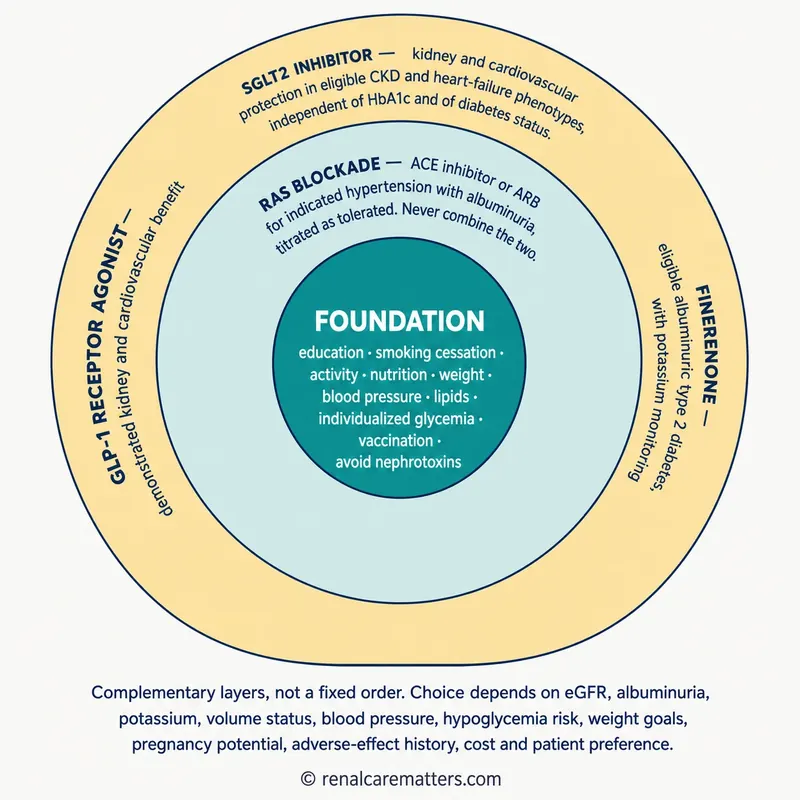 SGLT2 INHIBITOR — kidney and cardiovascular
protection in eligible CKD and heart-failure phenotypes,
independent of HbA1c and of diabetes status.
RAS BLOCKADE — ACE inhibitor or ARB
for indicated hypertension with albuminuria,
titrated as tolerated. Never combine the two.
GLP-1 RECEPTOR AGONIST —
demonstrated kidney and cardiovascular benefit
FINERENONE —
eligible albuminuric type 2 diabetes,
with potassium monitoring
FOUNDATION
education · smoking cessation ·
activity · nutrition · weight ·
blood pressure · lipids ·
individualized glycemia ·
vaccination ·
avoid nephrotoxins
Complementary layers, not a fixed order. Choice depends on eGFR, albuminuria,
potassium, volume status, blood pressure, hypoglycemia risk, weight goals,
pregnancy potential, adverse-effect history, cost and patient preference.
© renalcarematters.com